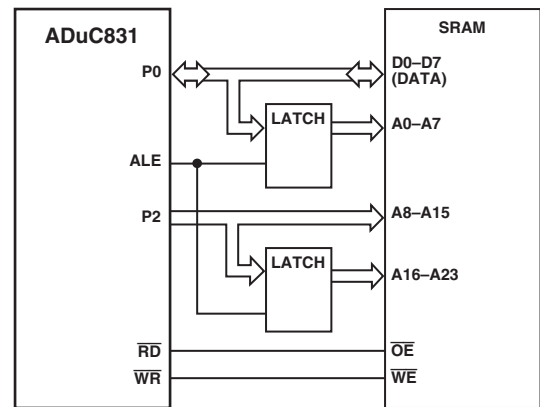 ADuC831
SRAM
P0
D0–D7
(DATA)
LATCH
A0–A7
ALE
P2
A8–A15
LATCH
A16–A23
RD
OE
WR
WE